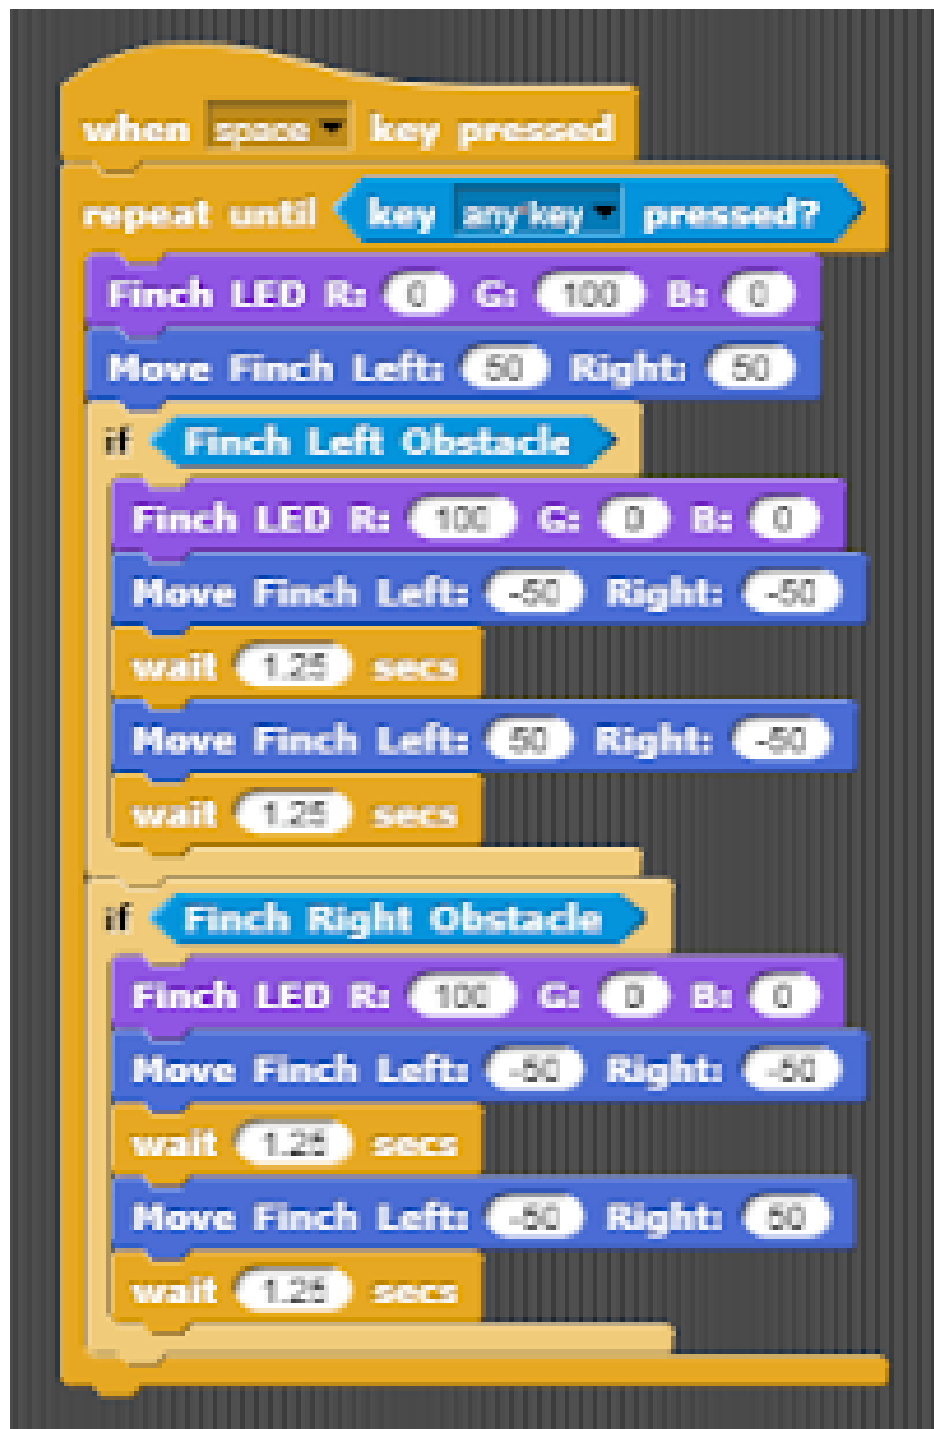 when space key pressed
repeat until key any key pressed?
Finch LED R: 0 G: 100 B: 0
Move Finch Left: 50 Right: 50
if Finch Left Obstacle
Finch LED R: 100 G: 0 B: 0
Move Finch Left: -50 Right: -50
wait 1.25 secs
Move Finch Left: 50 Right: -50
wait 1.25 secs
if Finch Right Obstacle
Finch LED R: 100 G: 0 B: 0
Move Finch Left: -50 Right: -50
wait 1.25 secs
Move Finch Left: -50 Right: 50
wait 1.25 secs